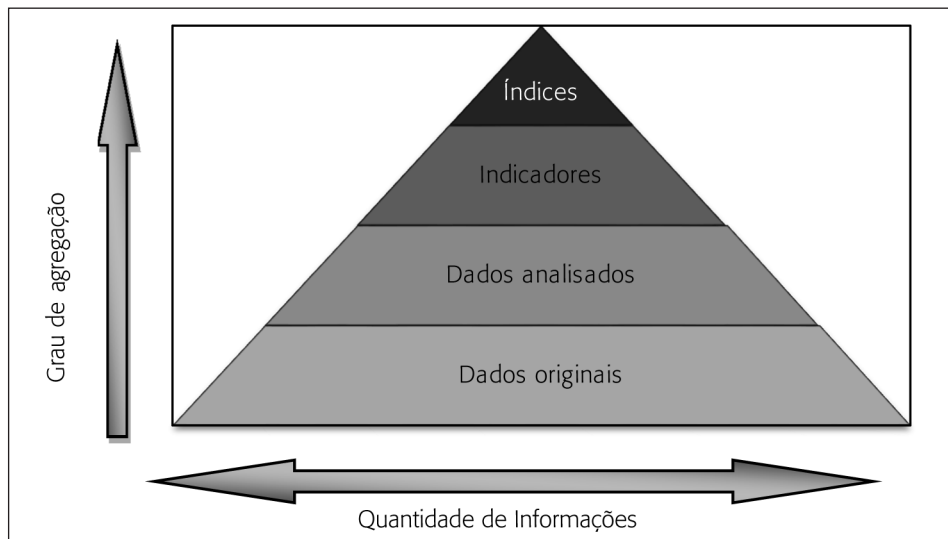 Índices
Indicadores
Dados analisados
Dados originais
Grau de agregação
Quantidade de Informações